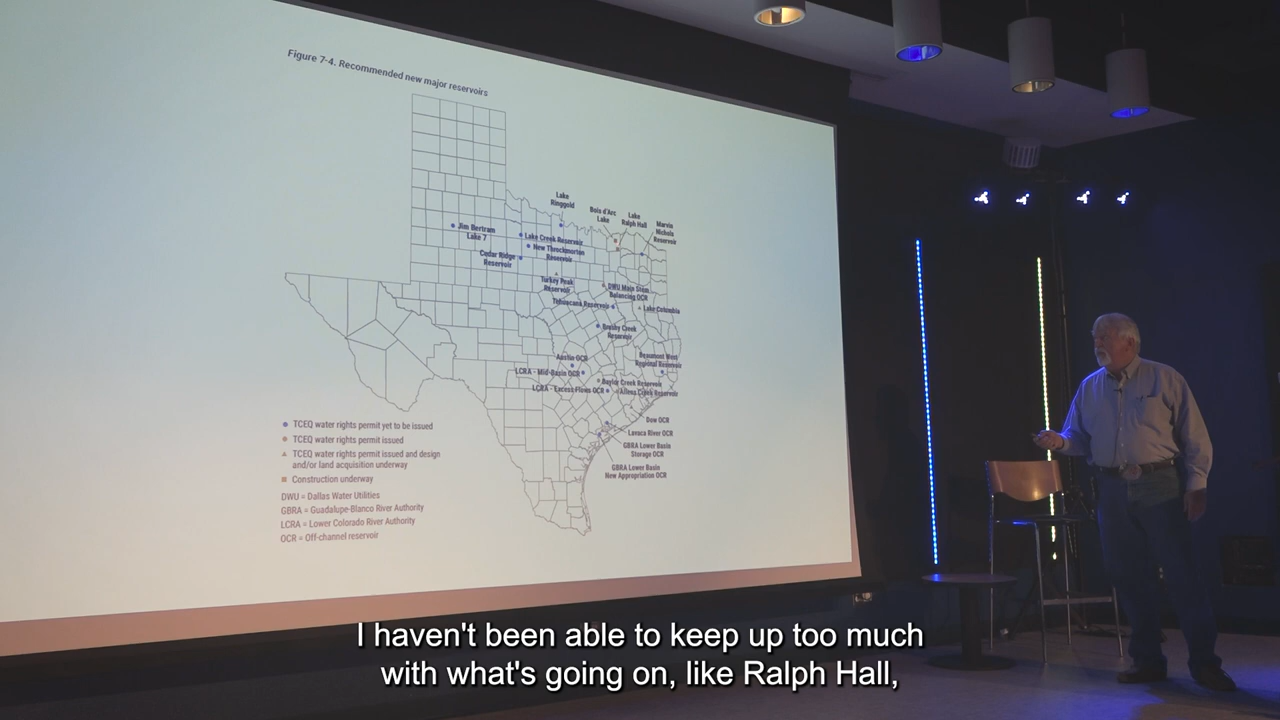 Figure 7-4. Recommended new major reservoirs
Lake
Ringgold
Bois d'Arc
Lake
Lake
Ralph Hall
Marvin
Nichols
Reservoir
Jim Bertram
Lake 7
Lake Creek Reservoir
New Throckmorton
Reservoir
Cedar Ridge
Reservoir
Turkey Peak
Reservoir
DWU Main Stem
Balancing OCR
Tehuacana Reservoir
Lake Columbia
Brushy Creek
Reservoir
Austin OCR
Beaumont West
Regional Reservoir
LCRA - Mid-Basin OCR
Baylor Creek Reservoir
LCRA - Excess Flows OCR
Allens Creek Reservoir
Dow OCR
Lavaca River OCR
GBRA Lower Basin
Storage OCR
GBRA Lower Basin
New Appropriation OCR
TCEQ water rights permit yet to be issued
TCEQ water rights permit issued
TCEQ water rights permit issued and design
and/or land acquisition underway
Construction underway
DWU = Dallas Water Utilities
GBRA = Guadalupe-Blanco River Authority
LCRA = Lower Colorado River Authority
OCR = Off-channel reservoir
I haven't been able to keep up too much
with what's going on, like Ralph Hall,